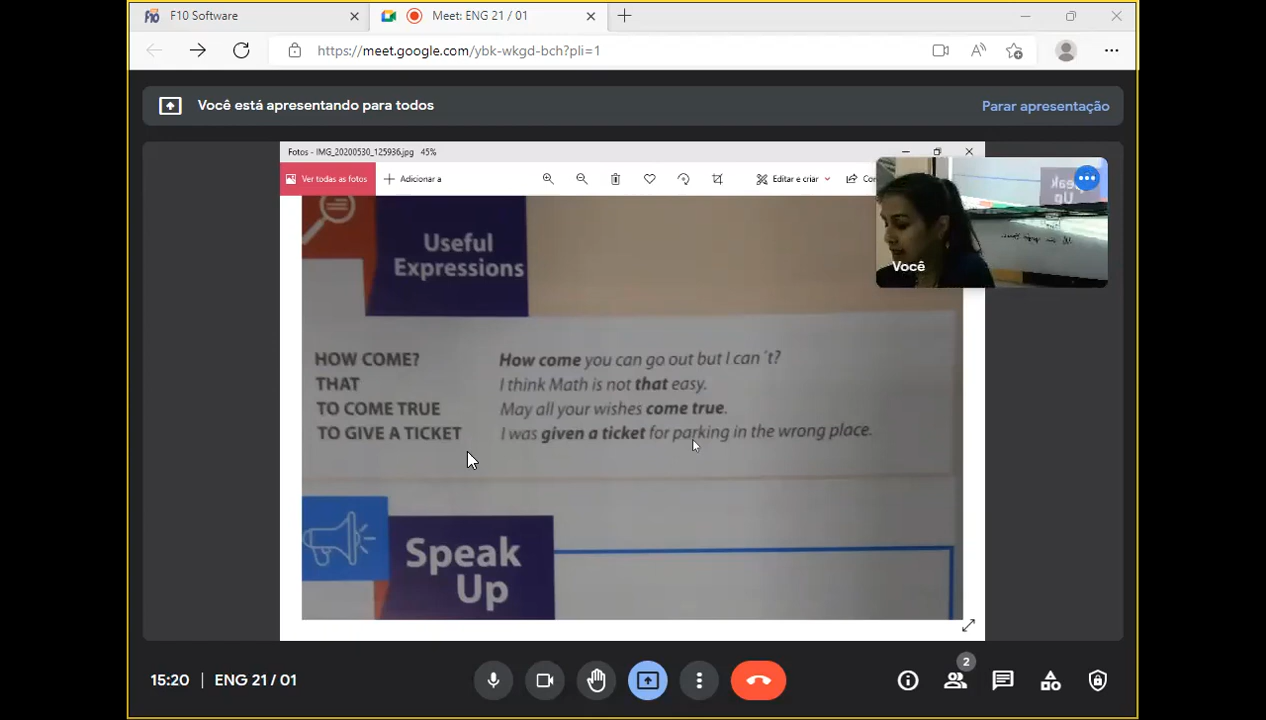 F10 Software
Meet: ENG 21 / 01
https://meet.google.com/ybk-wkgd-bch?pli=1
Você está apresentando para todos
Parar apresentação
Fotos - IMG_20200530_125936.jpg 45%
Ver todas as fotos
Adicionar a
Editar e criar
Useful
Expressions
Você
HOW COME? How come you can go out but I can´t?
THAT I think Math is not that easy.
TO COME TRUE May all your wishes come true.
TO GIVE A TICKET I was given a ticket for parking in the wrong place.
Speak
Up
15:20 | ENG 21 / 01
2